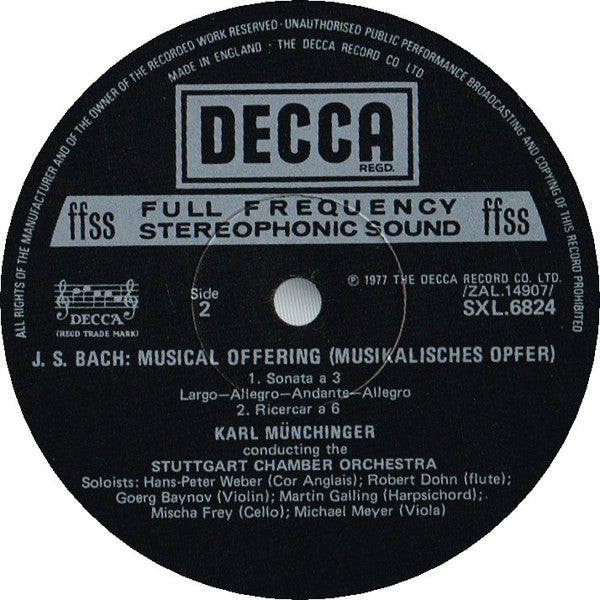 ALL RIGHTS OF THE MANUFACTURER AND OF THE OWNER OF THE RECORDED WORK RESERVED · UNAUTHORISED PUBLIC PERFORMANCE BROADCASTING AND COPYING OF THIS RECORD PROHIBITED
MADE IN ENGLAND : THE DECCA RECORD CO LTD
DECCA
REGD.
ffss FULL FREQUENCY ffss
STEREOPHONIC SOUND
℗ 1977 THE DECCA RECORD CO. LTD.
DECCA
(REGD TRADE MARK)
Side
2
/ZAL.14907/
SXL.6824
J. S. BACH: MUSICAL OFFERING (MUSIKALISCHES OPFER)
1. Sonata a 3
Largo—Allegro—Andante—Allegro
2. Ricercar a 6
KARL MÜNCHINGER
conducting the
STUTTGART CHAMBER ORCHESTRA
Soloists: Hans-Peter Weber (Cor Anglais); Robert Dohn (flute);
Goerg Baynov (Violin); Martin Galling (Harpsichord);.
Mischa Frey (Cello); Michael Meyer (Viola)